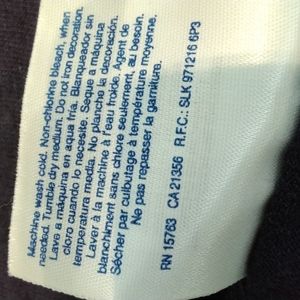 Machine wash cold. Non-chlorine bleach, when
needed. Tumble dry medium. Do not iron decoration.
Lave a máquina en aqua fría. Blanqueador sin
cloro cuando lo necesite. Seque a máquina
temperatura media. No planche la decoración.
Laver à la machine à l'eau froide. Agent de
blanchiment sans chlore seulement, au besoin.
Sécher par culbutage à température moyenne.
Ne pas repasser la garniture.
RN 15763 CA 21356 R.F.C.: SLK 971216 6P3